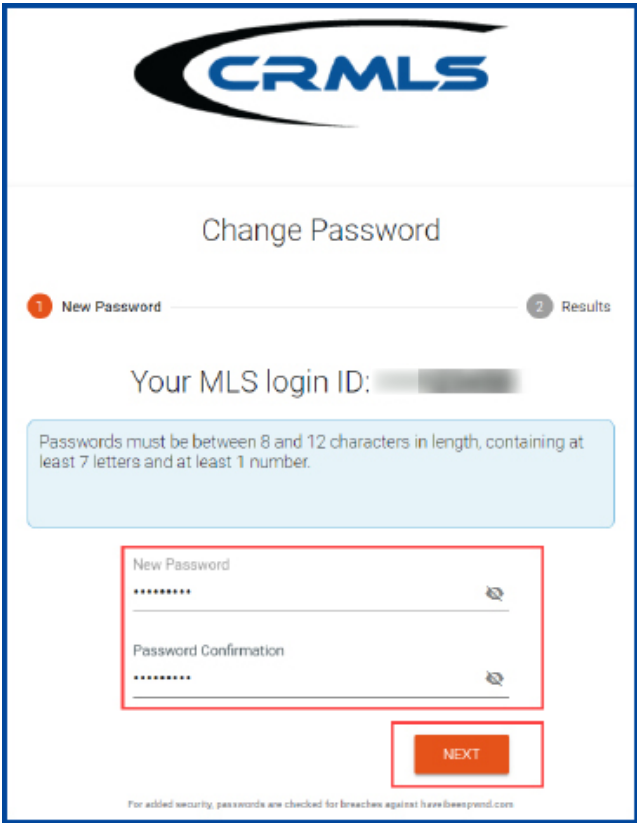 CRMLS
Change Password
1 New Password
2 Results
Your MLS login ID:
Passwords must be between 8 and 12 characters in length, containing at
least 7 letters and at least 1 number.
New Password
•••••••••
Password Confirmation
•••••••••
NEXT
For added security, passwords are checked for breaches against haveibeenpwnd.com